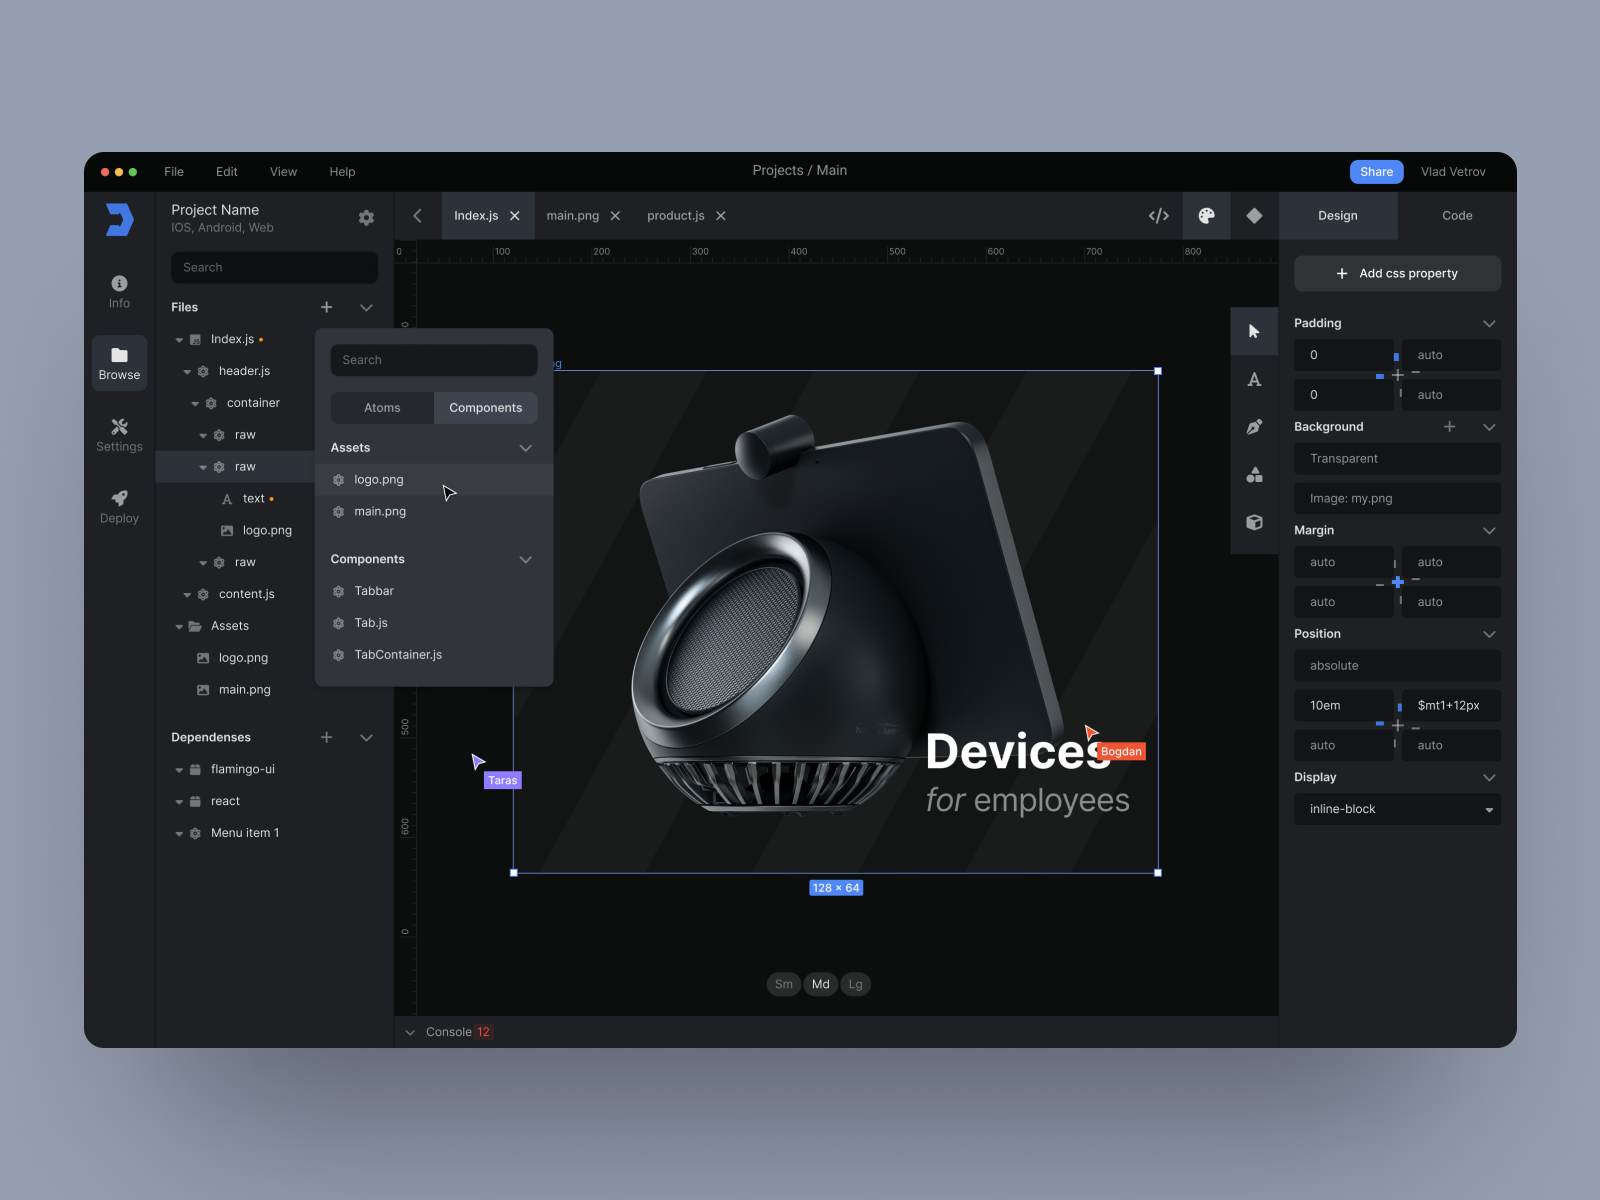 File Edit View Help
Projects / Main
Share Vlad Vetrov
Project Name
IOS, Android, Web
Search
Info
Browse
Settings
Deploy
Files
Index.js
header.js
container
raw
raw
text
logo.png
raw
content.js
Assets
logo.png
main.png
Dependenses
flamingo-ui
react
Menu item 1
Search
Atoms Components
Assets
logo.png
main.png
Components
Tabbar
Tab.js
TabContainer.js
Index.js main.png product.js
0 100 200 300 400 500 600 700 800
0
500
600
0
Devices
for employees
Taras
Bogdan
128 × 64
Sm Md Lg
Console 12
Design Code
Add css property
Padding
0 auto
0 auto
Background
Transparent
Image: my.png
Margin
auto auto
auto auto
Position
absolute
10em $mt1+12px
auto auto
Display
inline-block